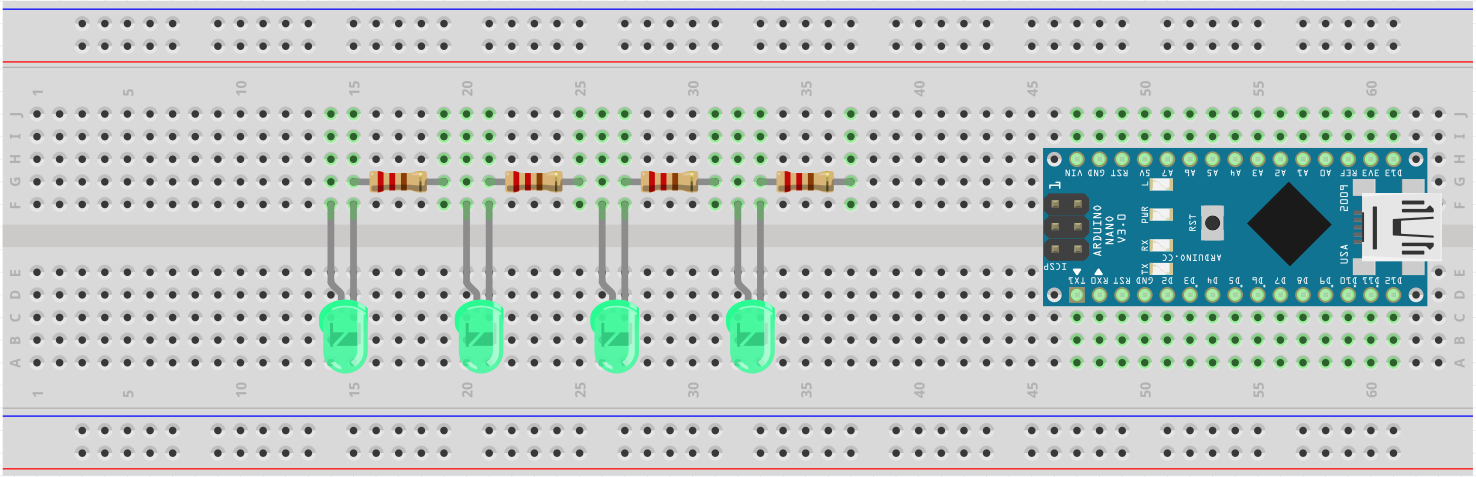 1 5 10 15 20 25 30 35 40 45 50 55 60
J J
I I
H H
VIN GND RST 5V A7 A6 A5 A4 A3 A2 A1 A0 REF 3V3 D13
G G
F F
1
L
PWR
RX
TX
ARDUINO
NANO
V3.0
ICSP
RST
ARDUINO.CC
2009
USA
E E
TX1 RX0 RST GND D2 D3 D4 D5 D6 D7 D8 D9 D10 D11 D12
D D
C C
B B
A A
1 5 10 15 20 25 30 35 40 45 50 55 60